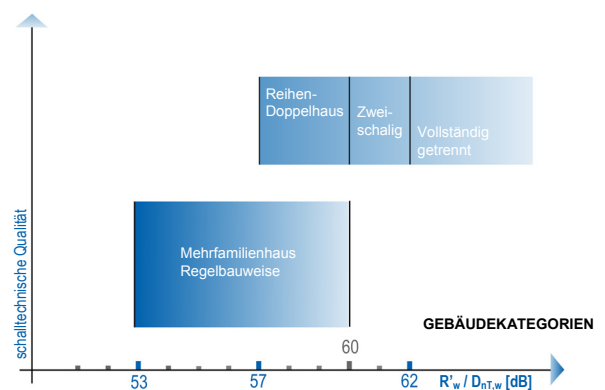 schalltechnische Qualität
Reihen-
Doppelhaus
Zwei-
schalig
Vollständig
getrennt
Mehrfamilienhaus
Regelbauweise
GEBÄUDEKATEGORIEN
60
53
57
62
R'w / DnT,w [dB]